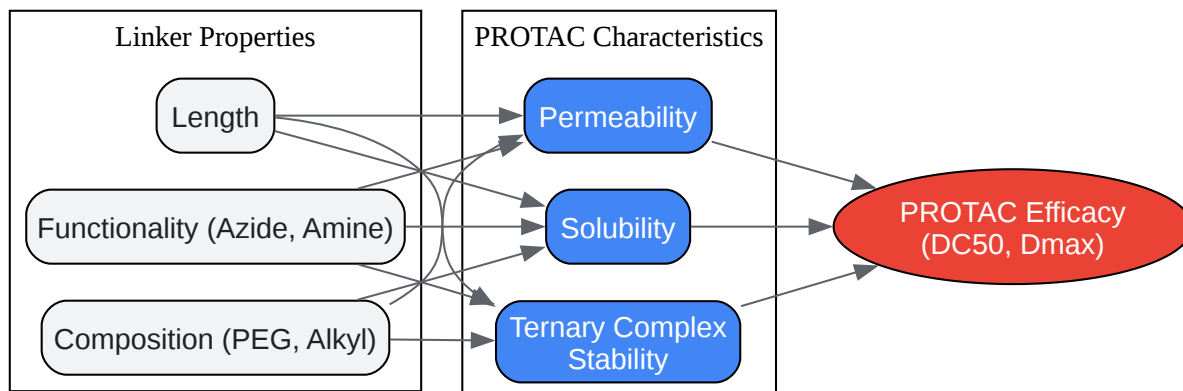 Linker Properties
Length
Functionality (Azide, Amine)
Composition (PEG, Alkyl)
PROTAC Characteristics
Permeability
Solubility
Ternary Complex
Stability
PROTAC Efficacy
(DC50, Dmax)